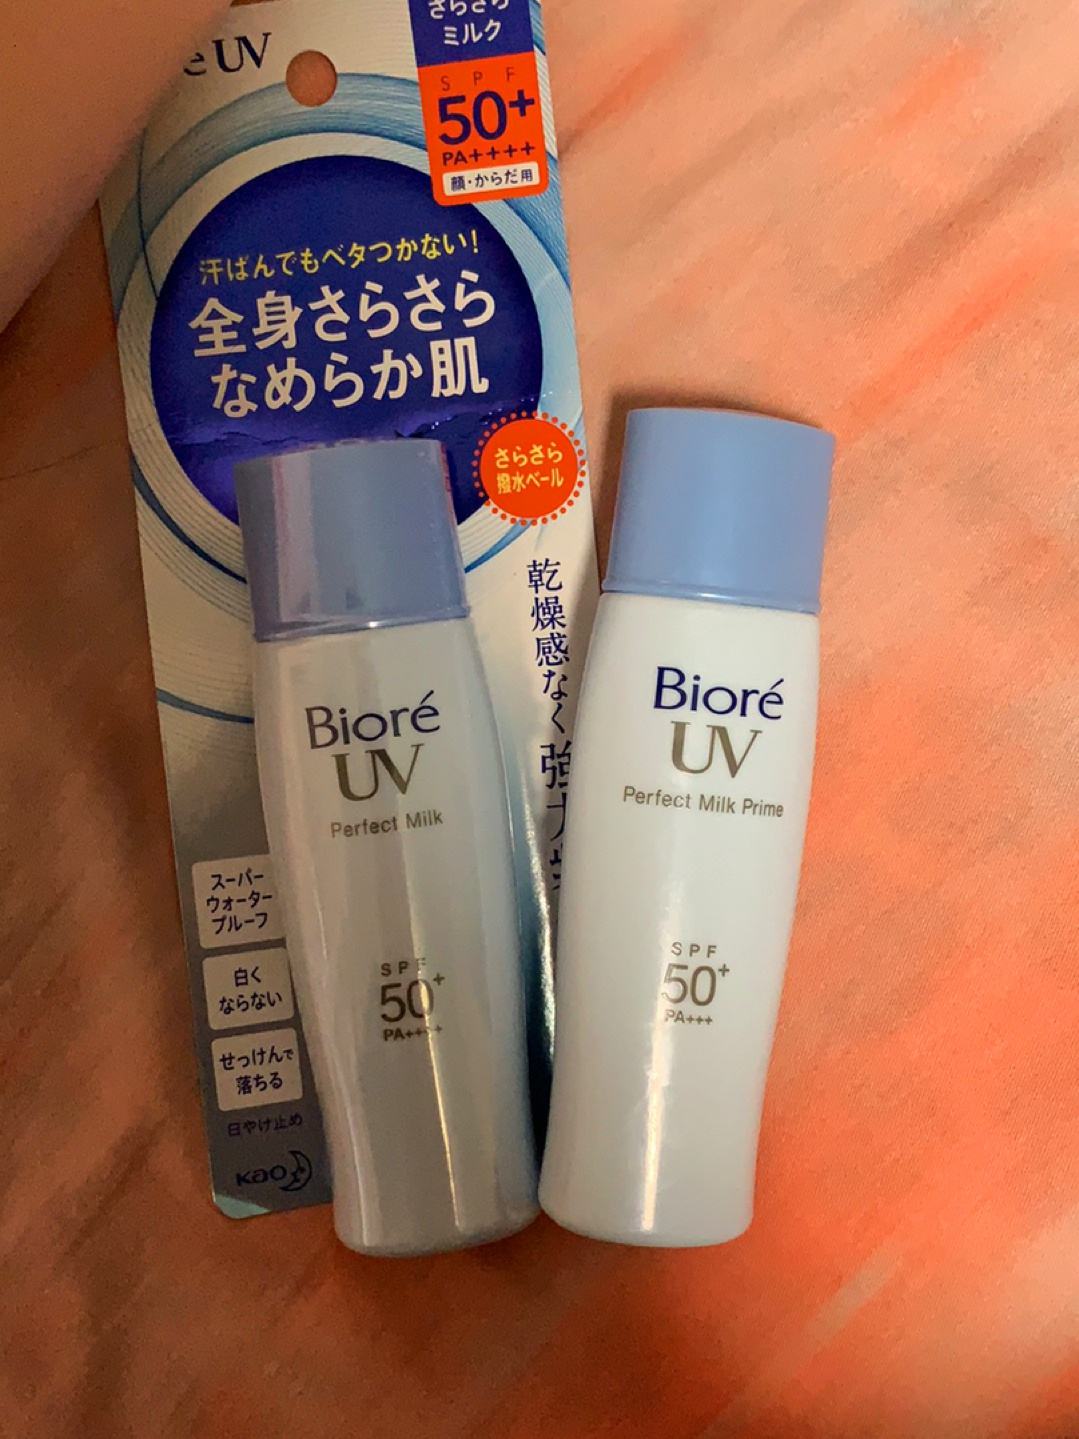 e UV
さらさら
ミルク
SPF
50+
PA++++
顔・からだ用
汗ばんでもベタつかない!
全身さらさら
なめらか肌
さらさら
撥水ベール
乾燥感なく強力
スーパー
ウォーター
プルーフ
白く
ならない
せっけんで
落ちる
日やけ止め
Kao
Bioré
UV
Perfect Milk
SPF
50+
PA++++
Bioré
UV
Perfect Milk Prime
SPF
50+
PA+++